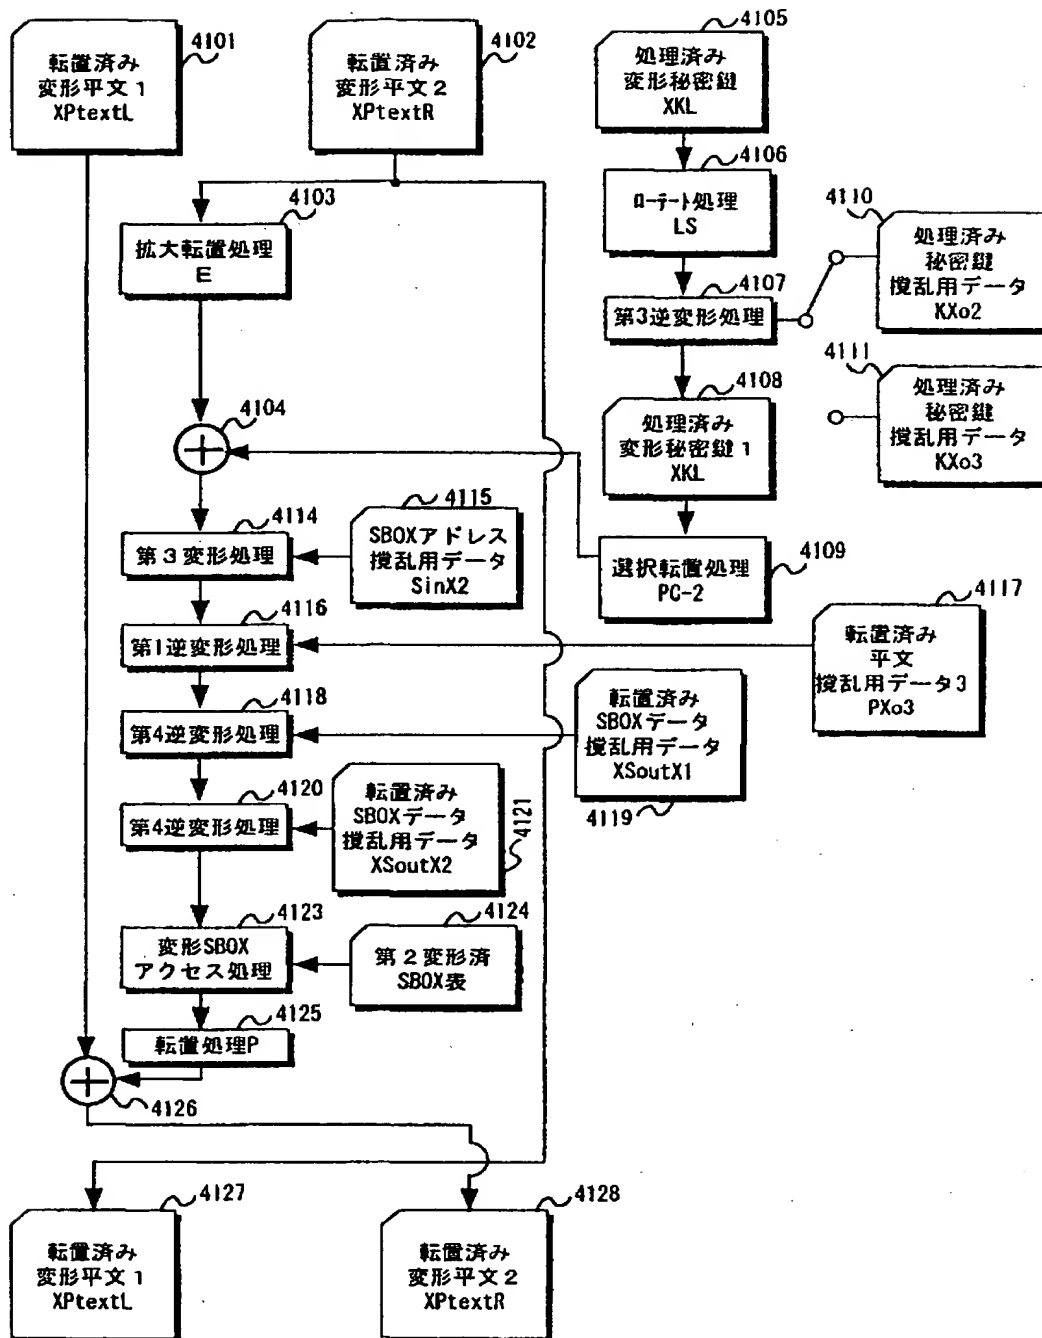 4101
転置済み
変形平文1
XPtextL
4102
転置済み
変形平文2
XPtextR
4105
処理済み
変形秘密鍵
XKL
4106
ローテート処理
LS
4103
拡大転置処理
E
4107
第3逆変形処理
4110
処理済み
秘密鍵
撹乱用データ
KXo2
4111
処理済み
秘密鍵
撹乱用データ
KXo3
4108
処理済み
変形秘密鍵1
XKL
4104
4109
選択転置処理
PC-2
4114
第3変形処理
4115
SBOXアドレス
撹乱用データ
SinX2
4116
第1逆変形処理
4117
転置済み
平文
撹乱用データ3
PXo3
4118
第4逆変形処理
転置済み
SBOXデータ
撹乱用データ
XSoutX1
4119
4120
第4逆変形処理
転置済み
SBOXデータ
撹乱用データ
XSoutX2
4121
4123
変形SBOX
アクセス処理
4124
第2変形済
SBOX表
4125
転置処理P
4126
4127
転置済み
変形平文1
XPtextL
4128
転置済み
変形平文2
XPtextR